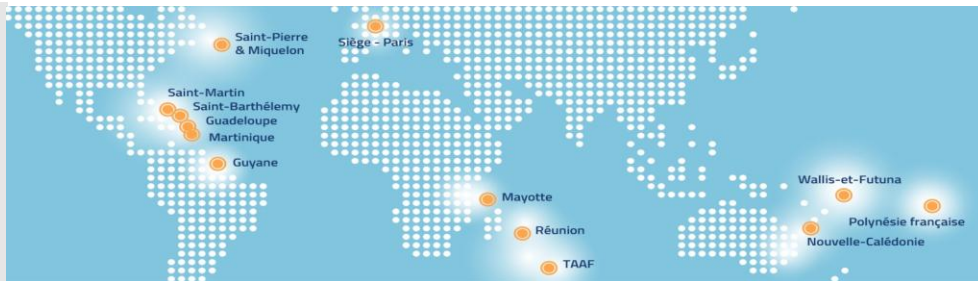 Saint-Pierre
& Miquelon
Siège - Paris
Saint-Martin
Saint-Barthélemy
Guadeloupe
Martinique
Guyane
Mayotte
Réunion
TAAF
Wallis-et-Futuna
Polynésie française
Nouvelle-Calédonie